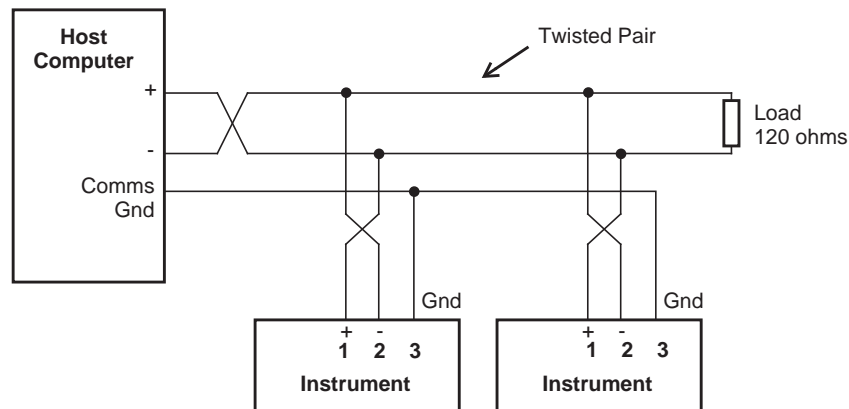 Host
Computer
Twisted Pair
+
-
Load
120 ohms
Comms
Gnd
Gnd
Gnd
+ -
1 2 3
+ -
1 2 3
Instrument
Instrument